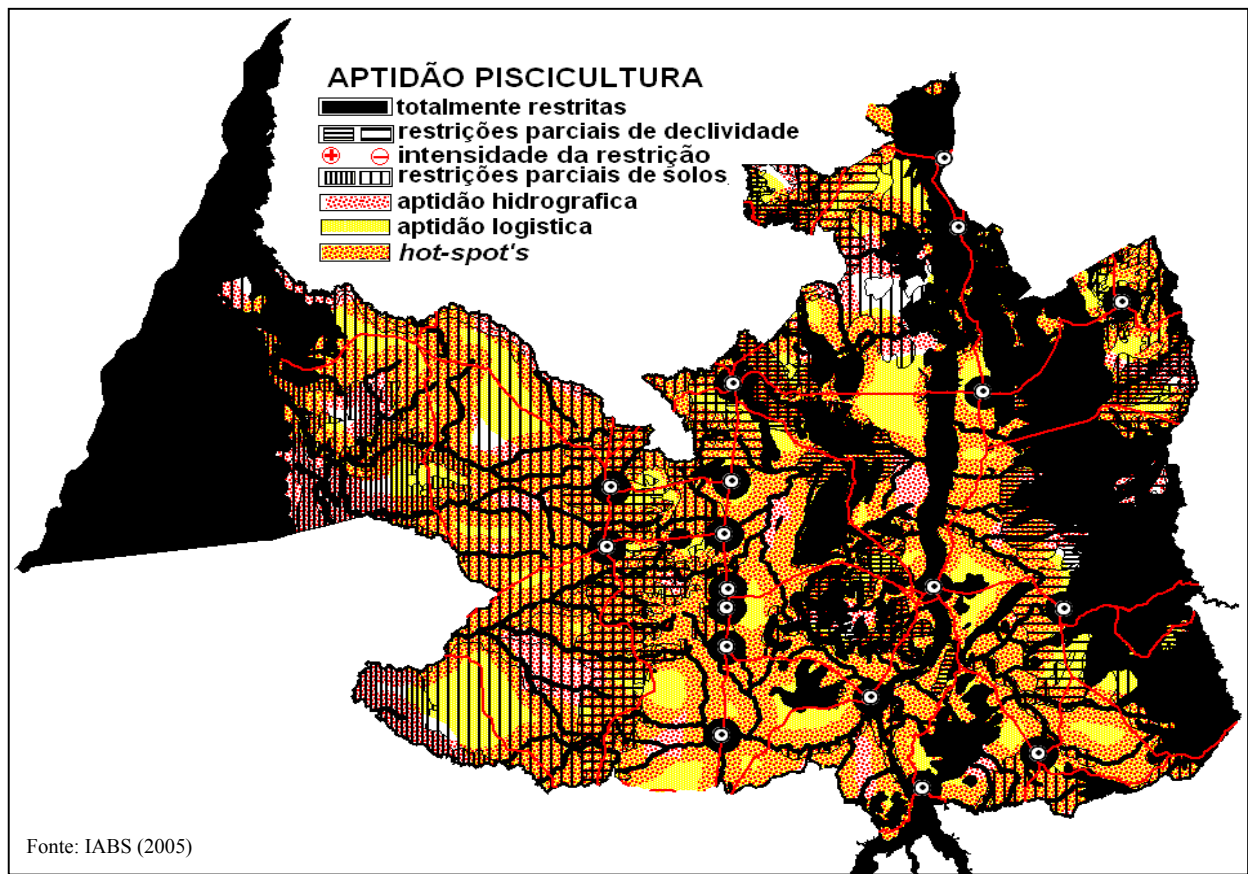 APTIDÃO PISCICULTURA
totalmente restritas
restrições parciais de declividade
intensidade da restrição
restrições parciais de solos
aptidão hidrografica
aptidão logistica
hot-spot's
Fonte: IABS (2005)